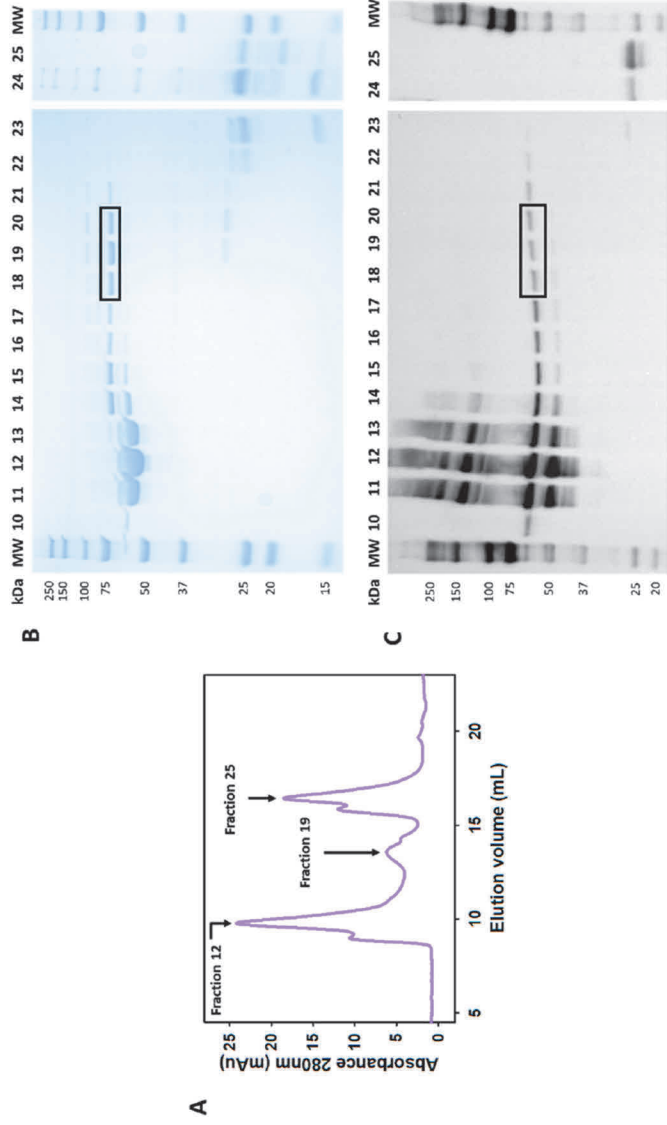 A
Absorbance 280nm (mAu)
25
20
15
10
5
0
Fraction 12
Fraction 19
Fraction 25
5 10 15 20
Elution volume (mL)
B
kDa MW 10 11 12 13 14 15 16 17 18 19 20 21 22 23 24 25 MW
250
150
100
75
50
37
25
20
15
C
kDa MW 10 11 12 13 14 15 16 17 18 19 20 21 22 23 24 25 MW
250
150
100
75
50
37
25
20